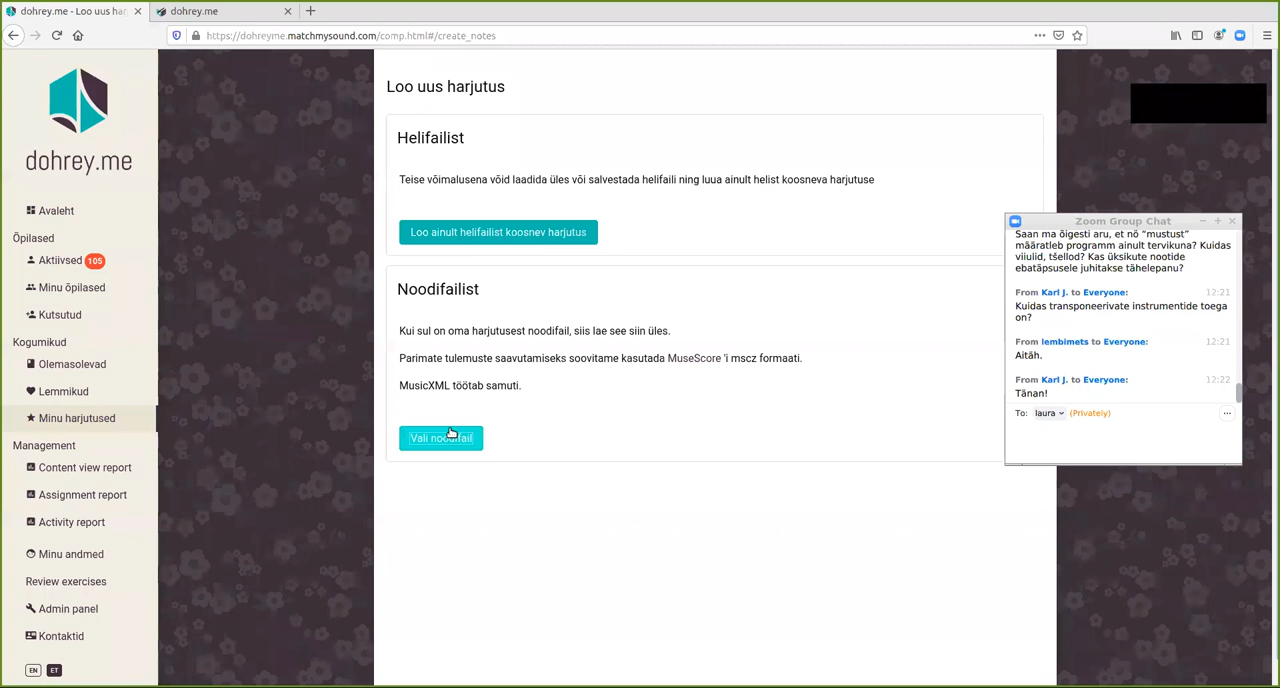 dohrey.me - Loo uus har
dohrey.me
https://dohreyme.matchmysound.com/comp.html#/create_notes
dohrey.me
Avaleht
Õpilased
Aktiivsed 105
Minu õpilased
Kutsutud
Kogumikud
Olemasolevad
Lemmikud
Minu harjutused
Management
Content view report
Assignment report
Activity report
Minu andmed
Review exercises
Admin panel
Kontaktid
EN ET
Loo uus harjutus
Helifailist
Teise võimalusena võid laadida üles või salvestada helifaili ning luua ainult helist koosneva harjutuse
Loo ainult helifailist koosnev harjutus
Noodifailist
Kui sul on oma harjutusest noodifail, siis lae see siin üles.
Parimate tulemuste saavutamiseks soovitame kasutada MuseScore 'i mscz formaati.
MusicXML töötab samuti.
Vali noodifail
Zoom Group Chat
Saan ma õigesti aru, et nö "mustust"
määratleb programm ainult tervikuna? Kuidas
viiulid, tšellod? Kas üksikute nootide
ebatäpsusele juhitakse tähelepanu?
From Karl J. to Everyone: 12:21
Kuidas transponeerivate instrumentide toega
on?
From lembimets to Everyone: 12:21
Aitäh.
From Karl J. to Everyone: 12:22
Tänan!
To: laura (Privately)